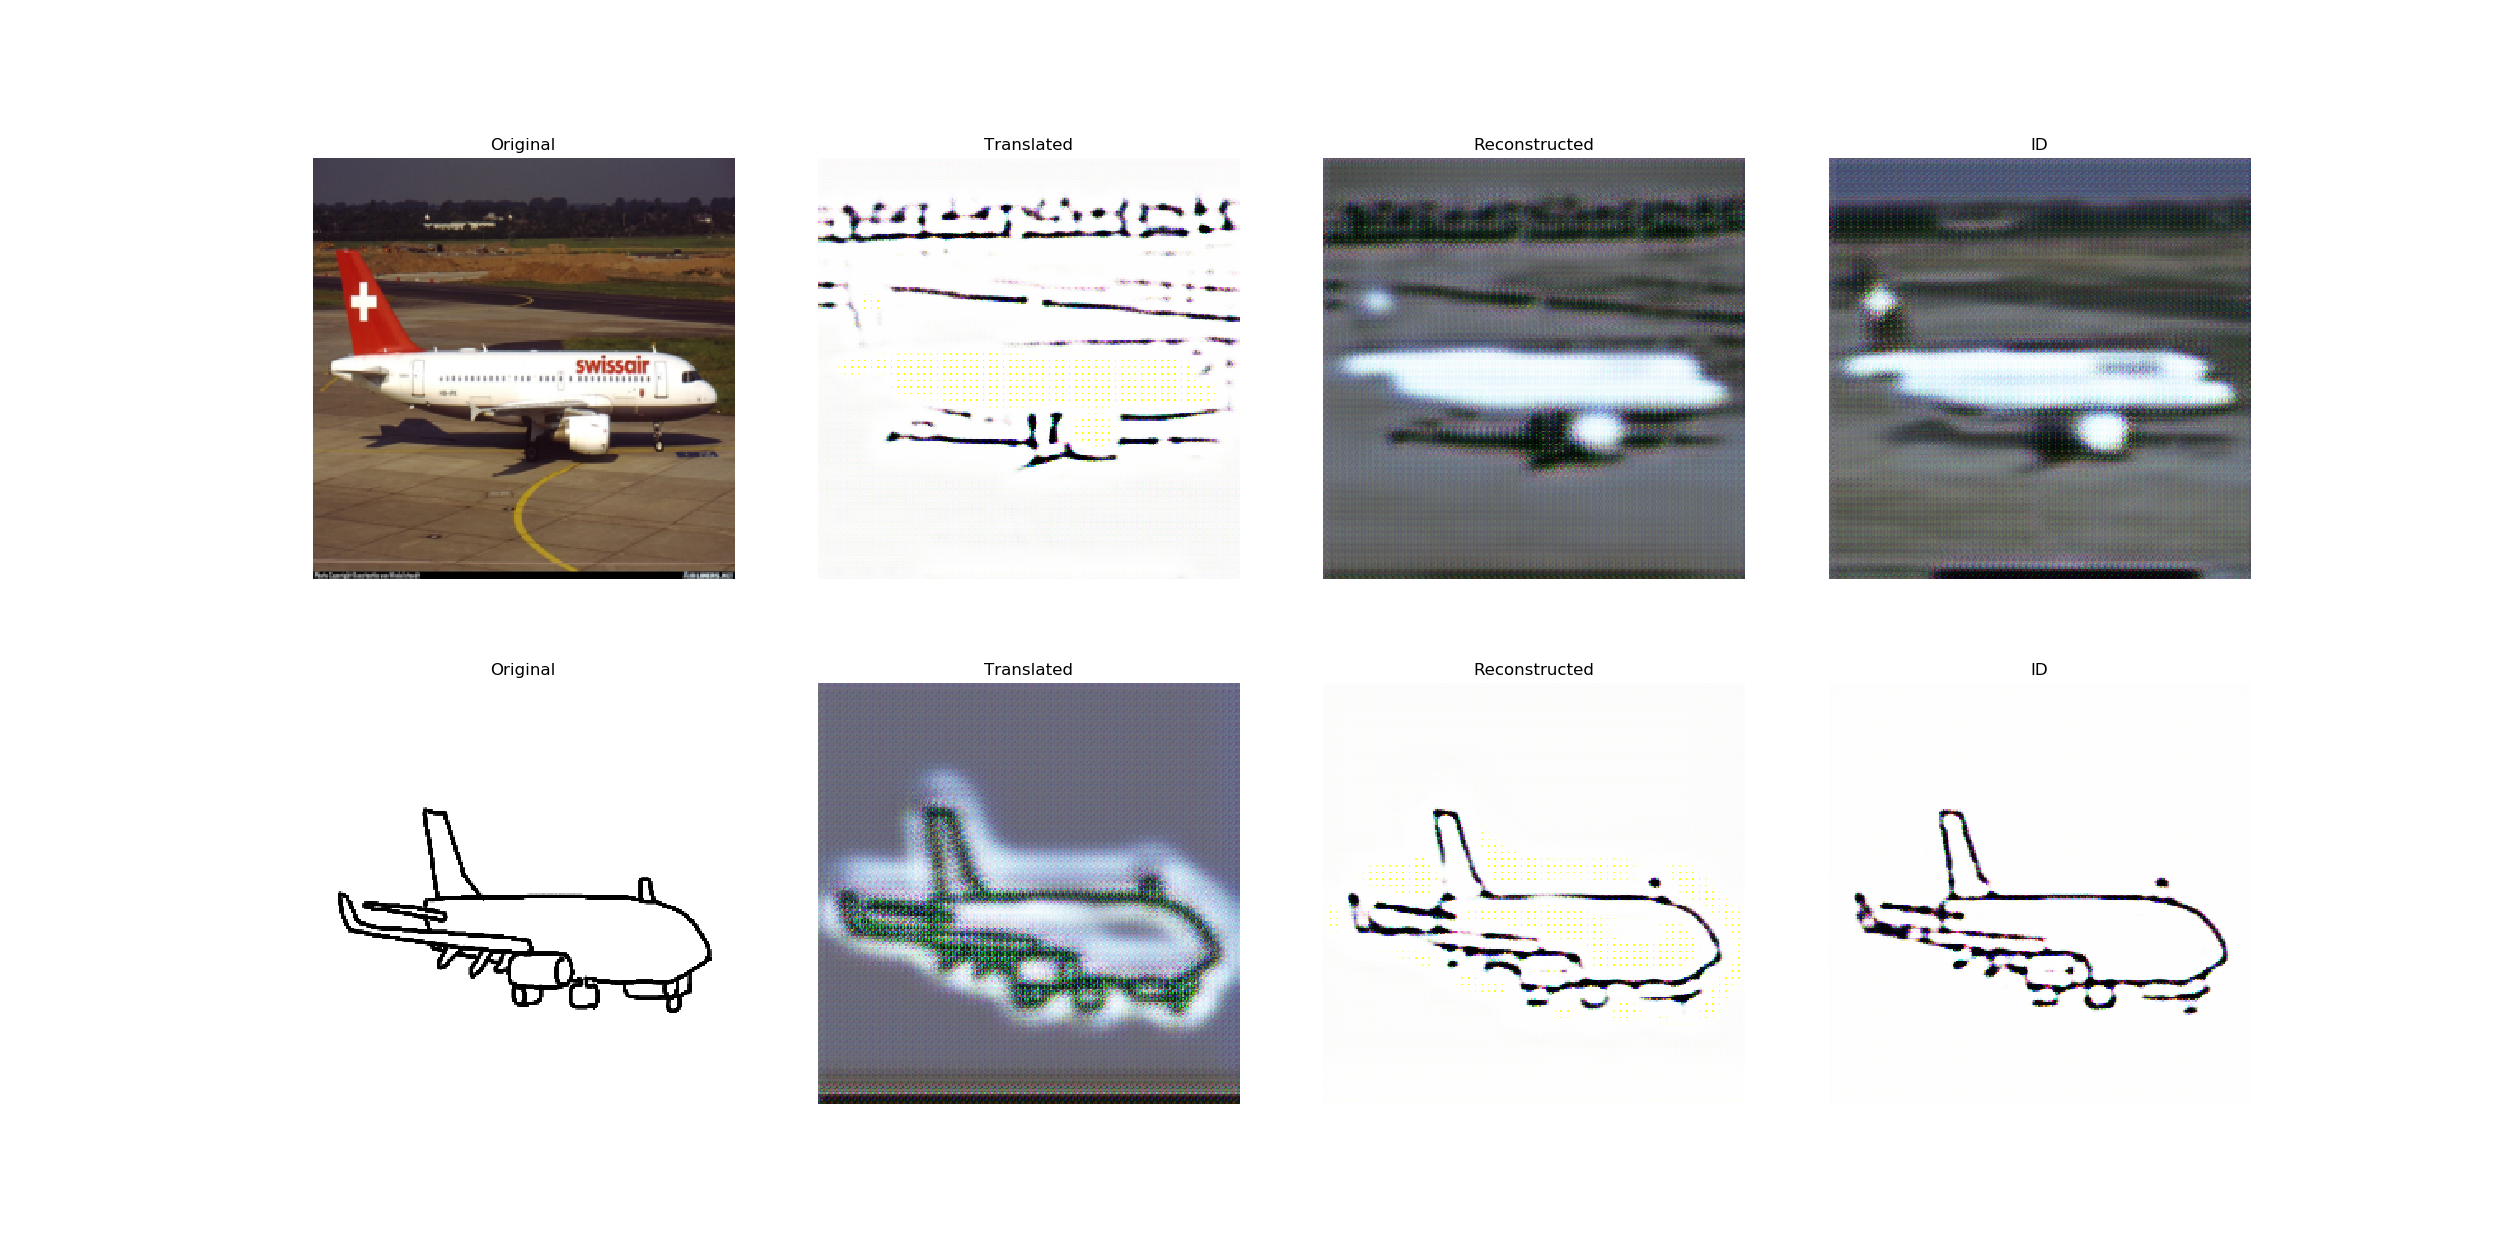 Original
Translated
Reconstructed
ID
swissair
Original
Translated
Reconstructed
ID